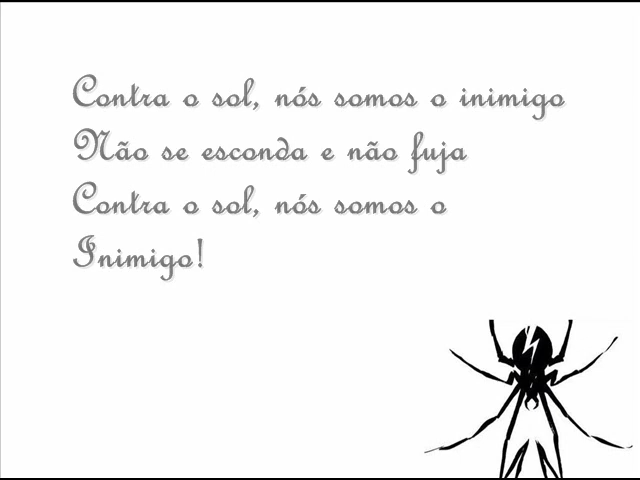 Contra o sol, nós somos o inimigo
Não se esconda e não fuja
Contra o sol, nós somos o
Inimigo!